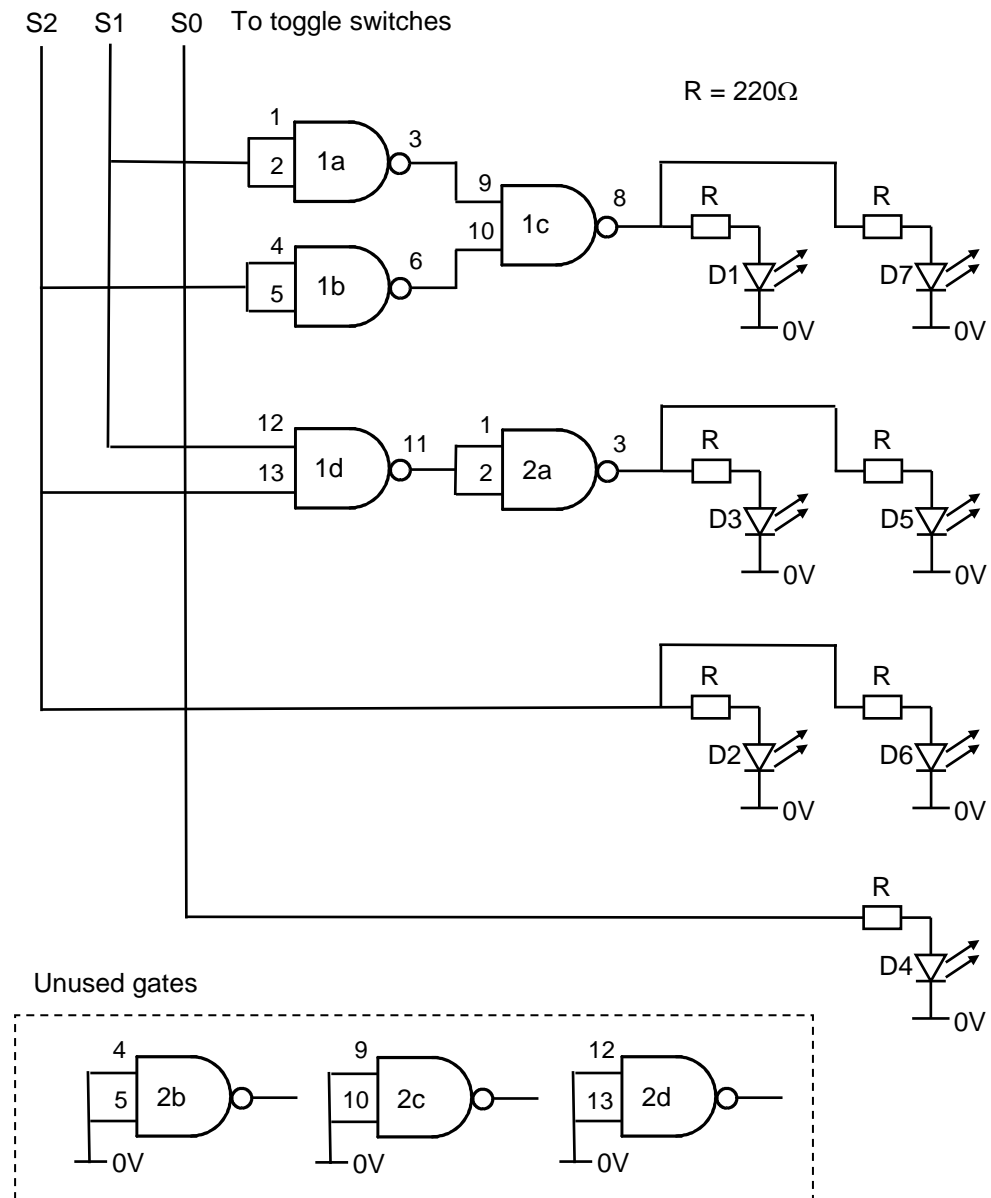 S2 S1 S0 To toggle switches
R = 220Ω
1
2
1a
3
9
10
1c
8
R
R
D1
D7
0V
0V
4
5
1b
6
12
13
1d
11
1
2
2a
3
R
R
D3
D5
0V
0V
R
R
D2
D6
0V
0V
R
D4
0V
Unused gates
4
5
2b
0V
9
10
2c
0V
12
13
2d
0V